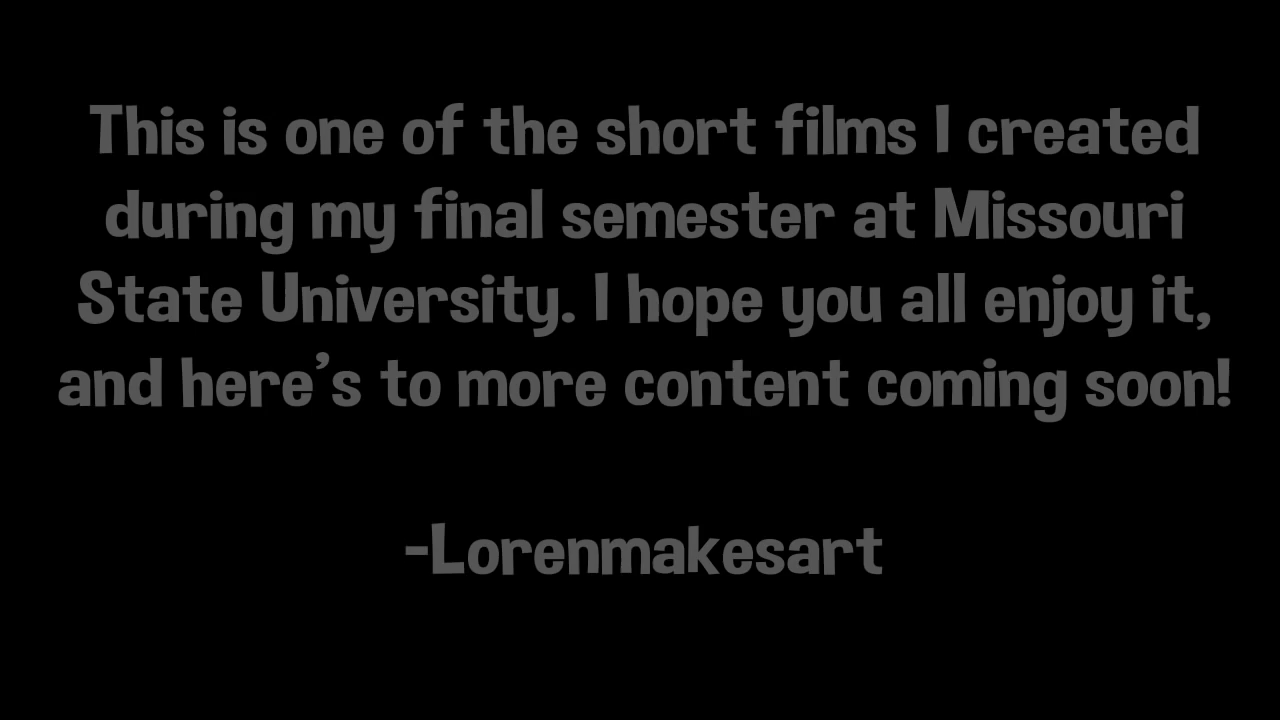 This is one of the short films I created
during my final semester at Missouri
State University. I hope you all enjoy it,
and here’s to more content coming soon!
-Lorenmakesart